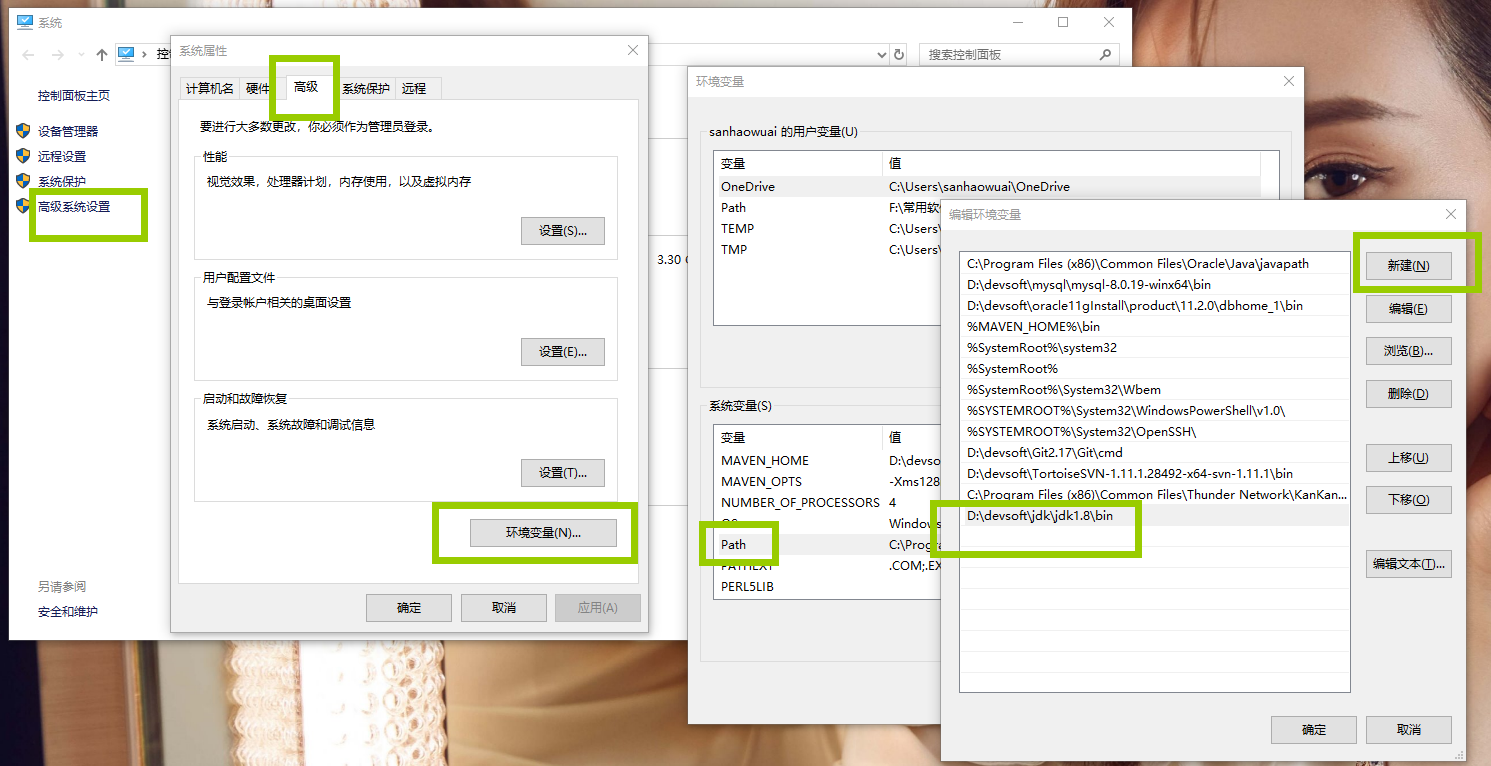 系统
控
搜索控制面板
控制面板主页
设备管理器
远程设置
系统保护
高级系统设置
另请参阅
安全和维护
3.30
系统属性
计算机名 硬件 高级 系统保护 远程
要进行大多数更改，你必须作为管理员登录。
性能
视觉效果，处理器计划，内存使用，以及虚拟内存
设置(S)...
用户配置文件
与登录帐户相关的桌面设置
设置(E)...
启动和故障恢复
系统启动、系统故障和调试信息
设置(T)...
环境变量(N)...
确定 取消 应用(A)
环境变量
sanhaowuai 的用户变量(U)
变量 值
OneDrive C:\Users\sanhaowuai\OneDrive
Path F:\常用软
TEMP C:\Users\
TMP C:\Users\
系统变量(S)
变量 值
MAVEN_HOME D:\devso
MAVEN_OPTS -Xms128
NUMBER_OF_PROCESSORS 4
OS Windows
Path C:\Progra
PATHEXT .COM;.EX
PERL5LIB
编辑环境变量
C:\Program Files (x86)\Common Files\Oracle\Java\javapath
D:\devsoft\mysql\mysql-8.0.19-winx64\bin
D:\devsoft\oracle11gInstall\product\11.2.0\dbhome_1\bin
%MAVEN_HOME%\bin
%SystemRoot%\system32
%SystemRoot%
%SystemRoot%\System32\Wbem
%SYSTEMROOT%\System32\WindowsPowerShell\v1.0\
%SYSTEMROOT%\System32\OpenSSH\
D:\devsoft\Git2.17\Git\cmd
D:\devsoft\TortoiseSVN-1.11.1.28492-x64-svn-1.11.1\bin
C:\Program Files (x86)\Common Files\Thunder Network\KanKan...
D:\devsoft\jdk\jdk1.8\bin
新建(N)
编辑(E)
浏览(B)...
删除(D)
上移(U)
下移(O)
编辑文本(T)...
确定 取消